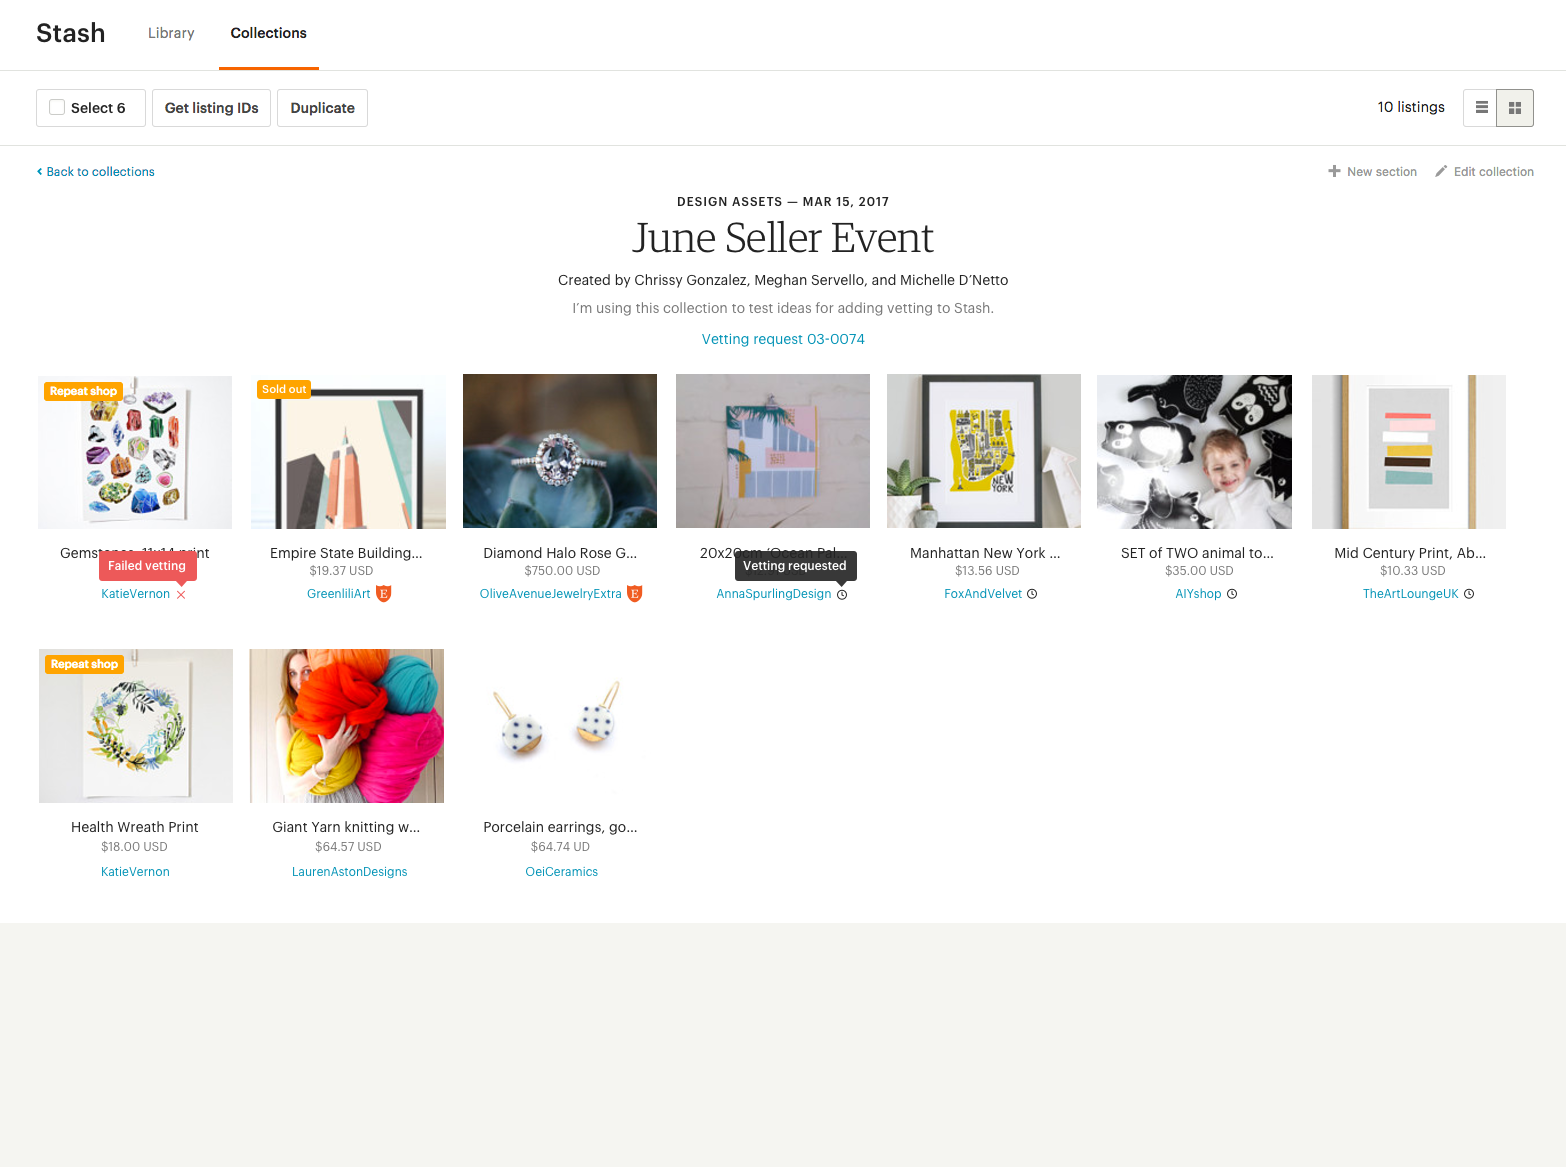 Stash
Library
Collections
Select 6
Get listing IDs
Duplicate
10 listings
Back to collections
New section
Edit collection
DESIGN ASSETS — MAR 15, 2017
June Seller Event
Created by Chrissy Gonzalez, Meghan Servello, and Michelle D’Netto
I’m using this collection to test ideas for adding vetting to Stash.
Vetting request 03-0074
Repeat shop
Sold out
NEW
YORK
Gemstones, 11x14 print
Failed vetting
KatieVernon
Empire State Building...
$19.37 USD
GreenliliArt
E
Diamond Halo Rose G...
$750.00 USD
OliveAvenueJewelryExtra
E
20x20cm ‘Ocean Pal...
Vetting requested
AnnaSpurlingDesign
Manhattan New York ...
$13.56 USD
FoxAndVelvet
SET of TWO animal to...
$35.00 USD
AIYshop
Mid Century Print, Ab...
$10.33 USD
TheArtLoungeUK
Repeat shop
Health Wreath Print
$18.00 USD
KatieVernon
Giant Yarn knitting w...
$64.57 USD
LaurenAstonDesigns
Porcelain earrings, go...
$64.74 UD
OeiCeramics